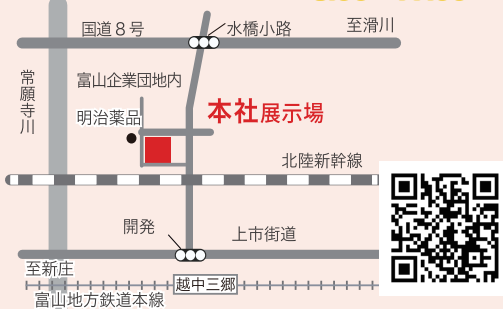 国道8号
水橋小路
至滑川
常願寺川
富山企業団地内
明治薬品
本社展示場
北陸新幹線
開発
上市街道
至新庄
越中三郷
富山地方鉄道本線